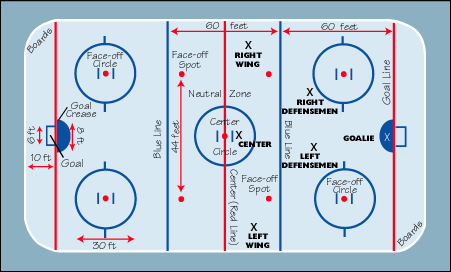 Boards
60 feet
60 feet
Face-off
Circle
Face-off
Spot
X
RIGHT
WING
X
RIGHT
DEFENSEMEN
Goal Line
Goal
Crease
Neutral Zone
6 ft
8 ft
10 ft
Goal
Blue Line
44 feet
Center
Circle
X
CENTER
Blue Line
X
LEFT
DEFENSEMEN
X
GOALIE
Face-off
Spot
Face-off
Circle
Center (Red Line)
X
LEFT
WING
30 ft
Boards